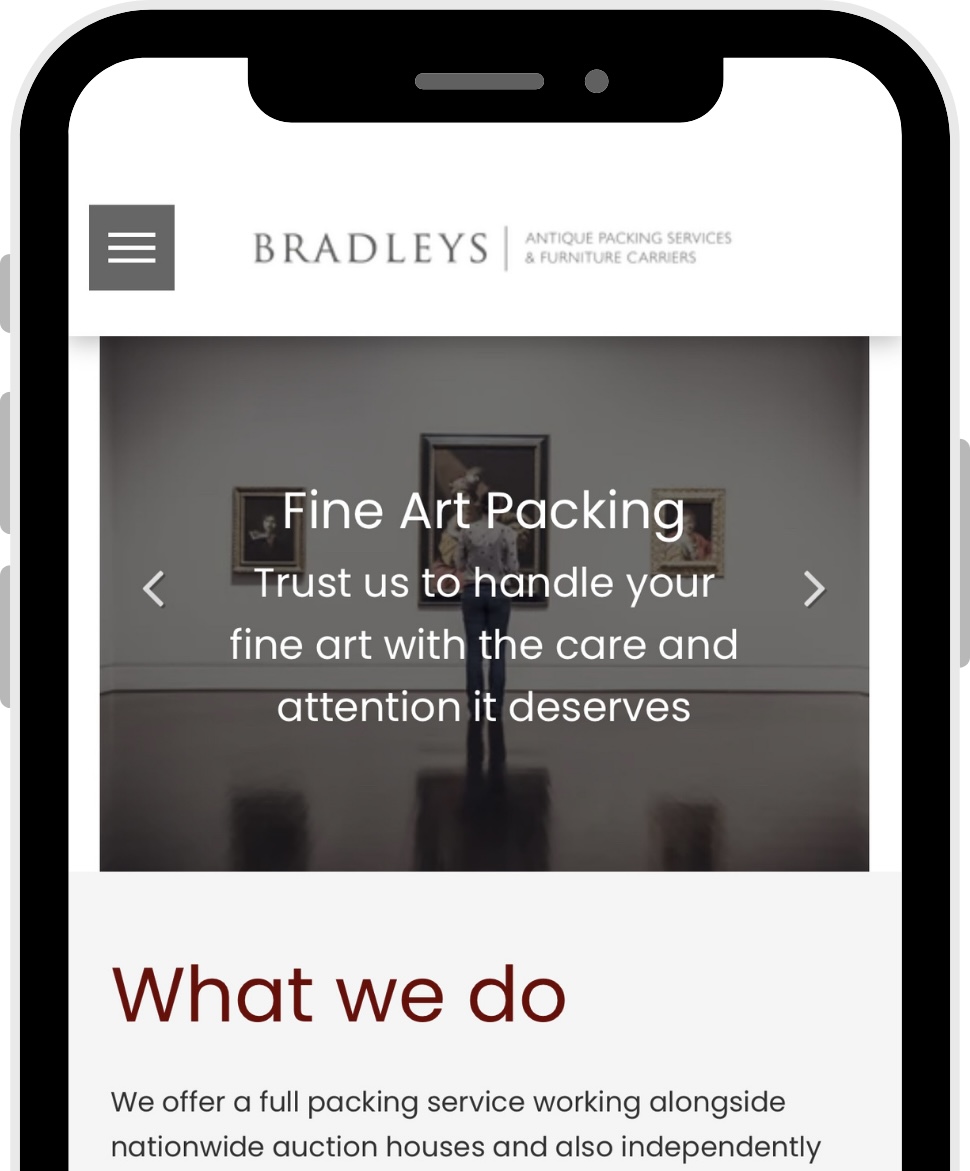 BRADLEYS
ANTIQUE PACKING SERVICES
& FURNITURE CARRIERS
Fine Art Packing
Trust us to handle your
fine art with the care and
attention it deserves
What we do
We offer a full packing service working alongside
nationwide auction houses and also independently